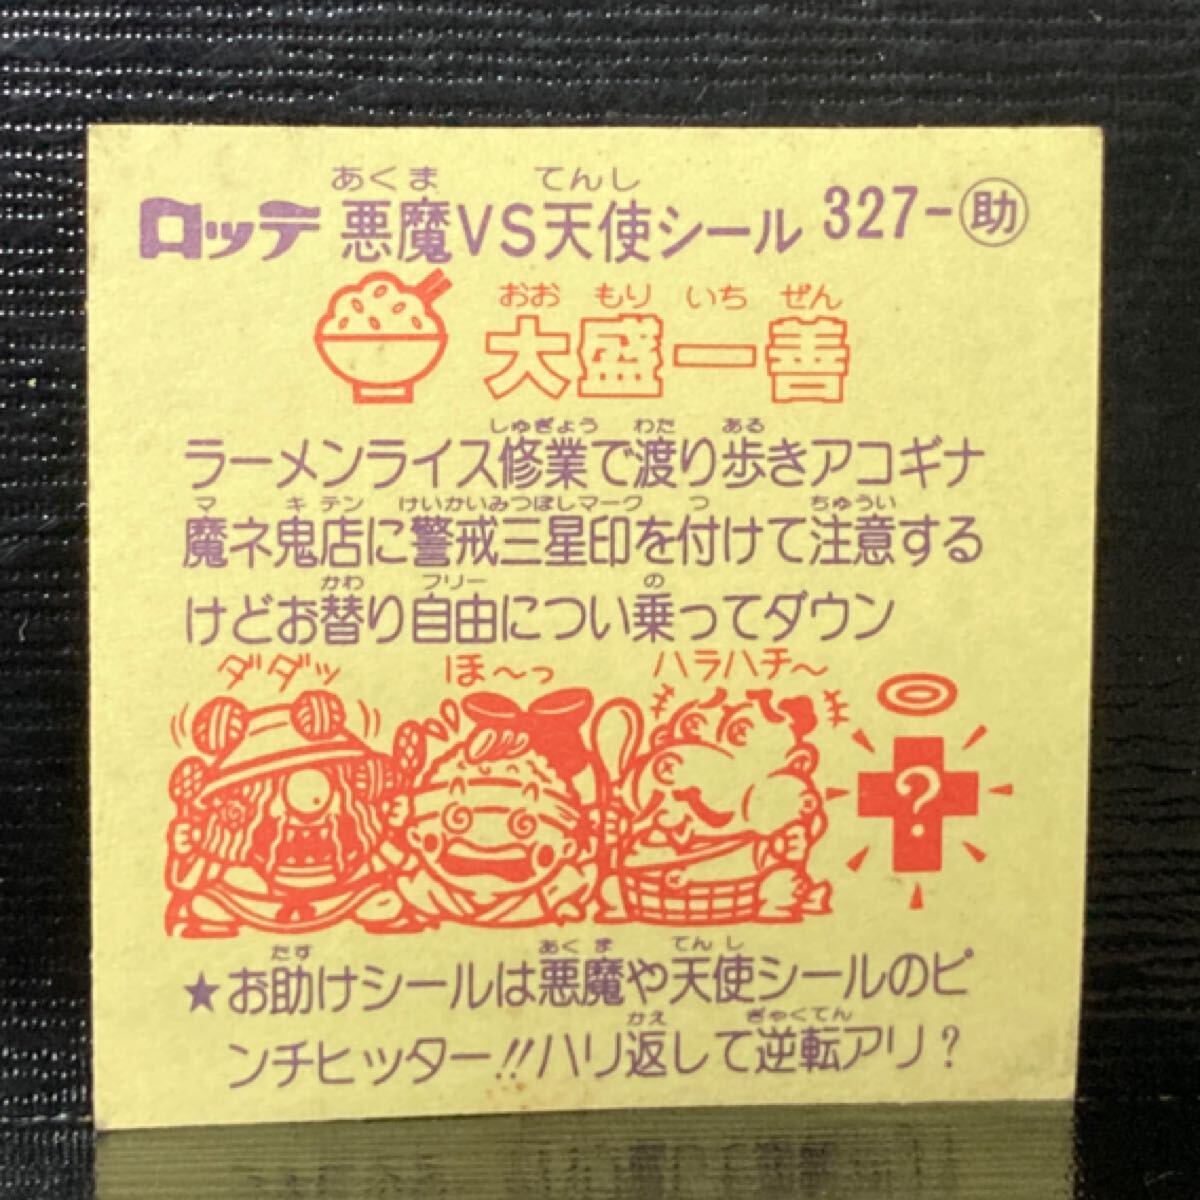 あくま てんし
ロッテ 悪魔VS天使シール 327-助
おお もり いち ぜん
大盛一善
しゅぎょう わた ある
ラーメンライス修業で渡り歩きアコギナ
マ キ テン けいかいみつぼしマーク つ ちゅうい
魔ネ鬼店に警戒三星印を付けて注意する
かわ フリー の
けどお替り自由につい乗ってダウン
ダダッ ほ〜っ ハラハチ〜
?
たす あくま てんし
★お助けシールは悪魔や天使シールのピ
かえ ぎゃくてん
ンチヒッター!!ハリ返して逆転アリ?